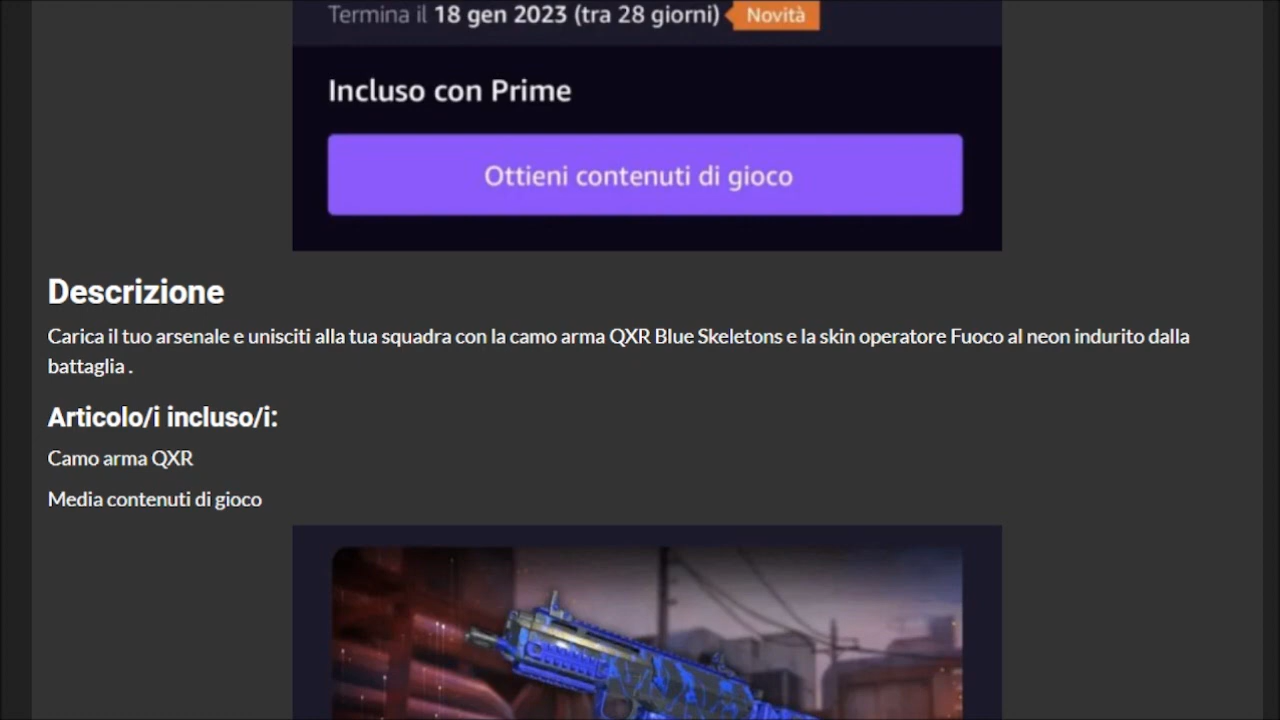 Termina il 18 gen 2023 (tra 28 giorni) Novità
Incluso con Prime
Ottieni contenuti di gioco
Descrizione
Carica il tuo arsenale e unisciti alla tua squadra con la camo arma QXR Blue Skeletons e la skin operatore Fuoco al neon indurito dalla
battaglia .
Articolo/i incluso/i:
Camo arma QXR
Media contenuti di gioco